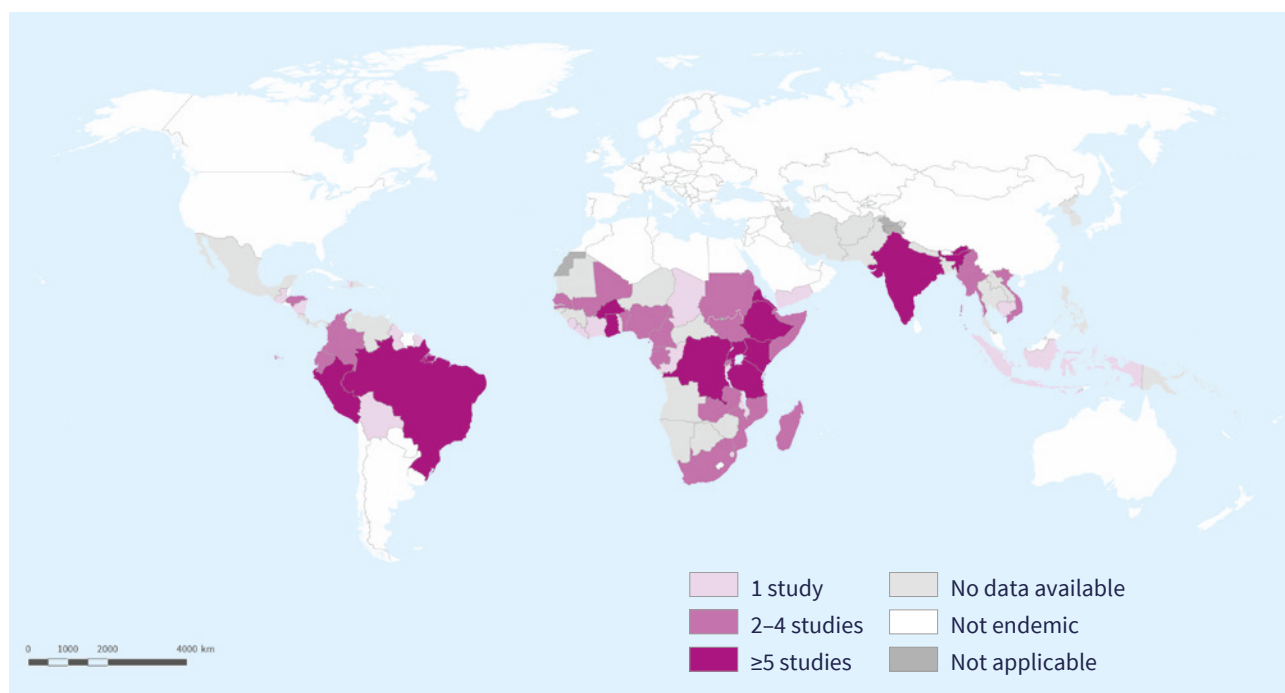 1 study
2–4 studies
≥5 studies
No data available
Not endemic
Not applicable
0 1000 2000 4000 km